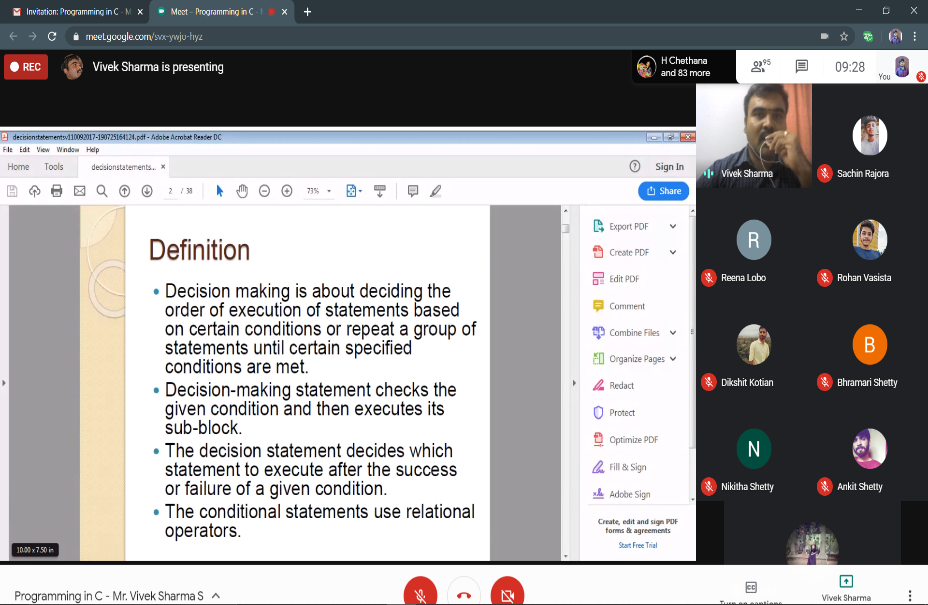 Invitation: Programming in C - M
Meet – Programming in C - 
meet.google.com/svx-ywjo-hyz
REC
Vivek Sharma is presenting
H Chethana
and 83 more
95
09:28
You
decisionstatementsv110092017-190725164124.pdf - Adobe Acrobat Reader DC
File Edit View Window Help
Home Tools decisionstatements... ×
Sign In
2 / 38
73%
Share
Definition
• Decision making is about deciding the
order of execution of statements based
on certain conditions or repeat a group of
statements until certain specified
conditions are met.
• Decision-making statement checks the
given condition and then executes its
sub-block.
• The decision statement decides which
statement to execute after the success
or failure of a given condition.
• The conditional statements use relational
operators.
10.00 x 7.50 in
Export PDF
Create PDF
Edit PDF
Comment
Combine Files
Organize Pages
Redact
Protect
Optimize PDF
Fill & Sign
Adobe Sign
Create, edit and sign PDF
forms & agreements
Start Free Trial
Vivek Sharma
Sachin Rajora
R
Reena Lobo
Rohan Vasista
Dikshit Kotian
B
Bhramari Shetty
N
Nikitha Shetty
Ankit Shetty
Programming in C - Mr. Vivek Sharma S
CC
Turn on captions
Vivek Sharma